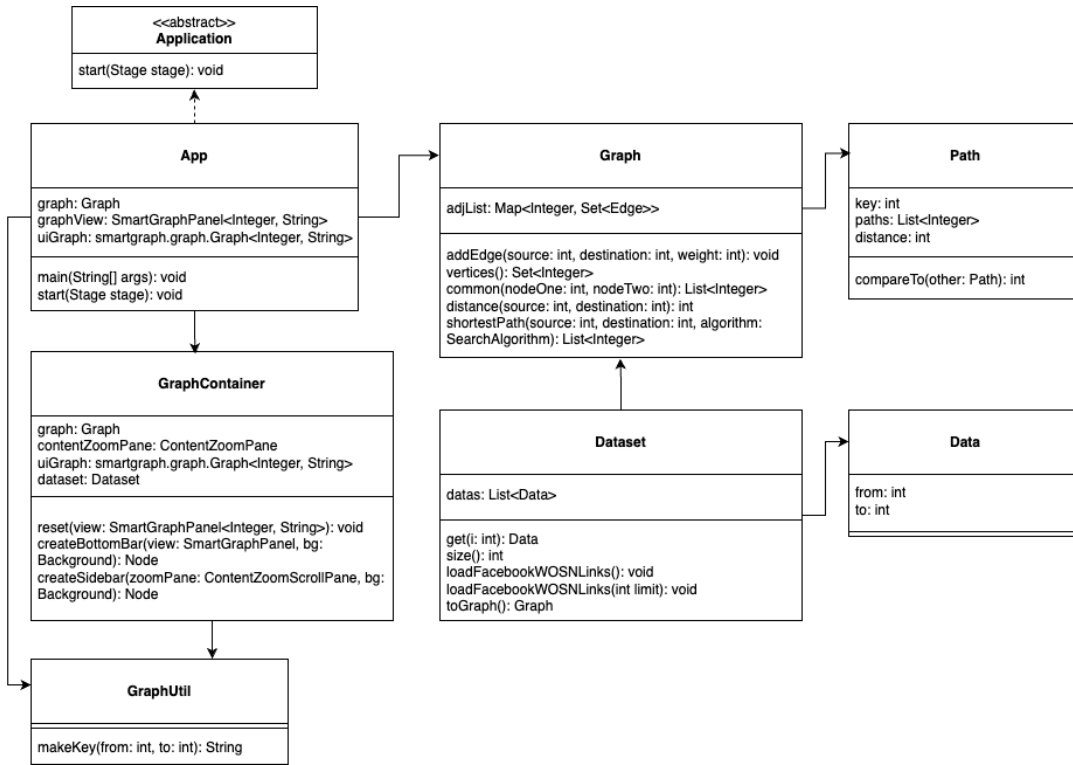 <<abstract>>
Application
start(Stage stage): void
App
graph: Graph
graphView: SmartGraphPanel<Integer, String>
uiGraph: smartgraph.graph.Graph<Integer, String>
main(String[] args): void
start(Stage stage): void
Graph
adjList: Map<Integer, Set<Edge>>
addEdge(source: int, destination: int, weight: int): void
vertices(): Set<Integer>
common(nodeOne: int, nodeTwo: int): List<Integer>
distance(source: int, destination: int): int
shortestPath(source: int, destination: int, algorithm:
SearchAlgorithm): List<Integer>
Path
key: int
paths: List<Integer>
distance: int
compareTo(other: Path): int
GraphContainer
graph: Graph
contentZoomPane: ContentZoomPane
uiGraph: smartgraph.graph.Graph<Integer, String>
dataset: Dataset
reset(view: SmartGraphPanel<Integer, String>): void
createBottomBar(view: SmartGraphPanel, bg:
Background): Node
createSidebar(zoomPane: ContentZoomScrollPane, bg:
Background): Node
Dataset
datas: List<Data>
get(i: int): Data
size(): int
loadFacebookWOSNLinks(): void
loadFacebookWOSNLinks(int limit): void
toGraph(): Graph
Data
from: int
to: int
GraphUtil
makeKey(from: int, to: int): String